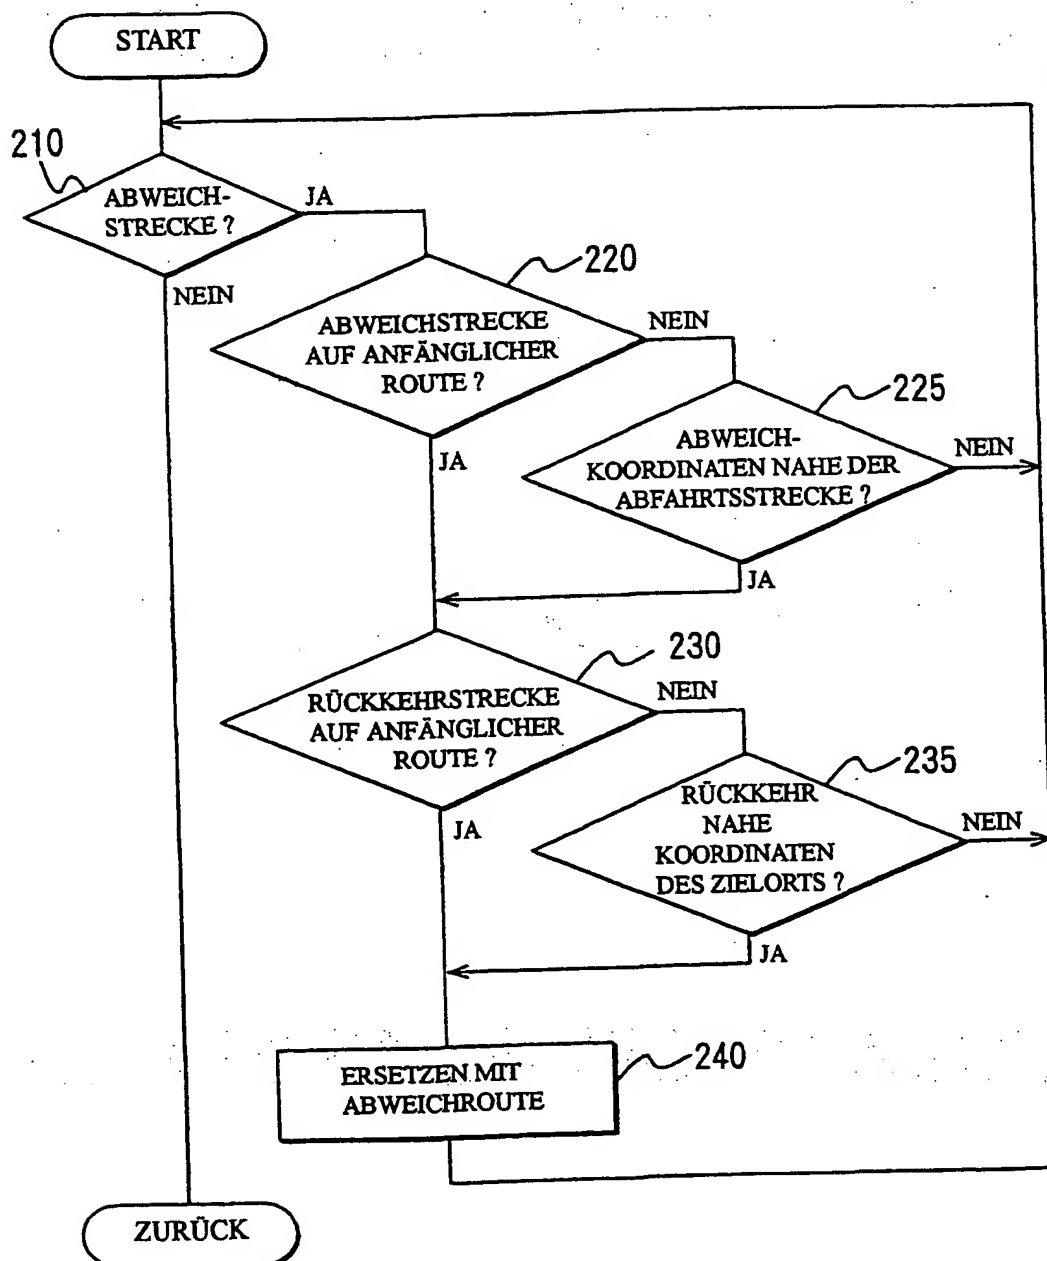 START
210
ABWEICH-
STRECKE ?
JA
NEIN
220
ABWEICHSTRECKE
AUF ANFÄNGLICHER
ROUTE ?
NEIN
JA
225
ABWEICH-
KOORDINATEN NAHE DER
ABFAHRTSSTRECKE ?
NEIN
JA
230
RÜCKKEHRSTRECKE
AUF ANFÄNGLICHER
ROUTE ?
NEIN
JA
235
RÜCKKEHR
NAHE
KOORDINATEN
DES ZIELORTS ?
NEIN
JA
240
ERSETZEN MIT
ABWEICHROUTE
ZURÜCK